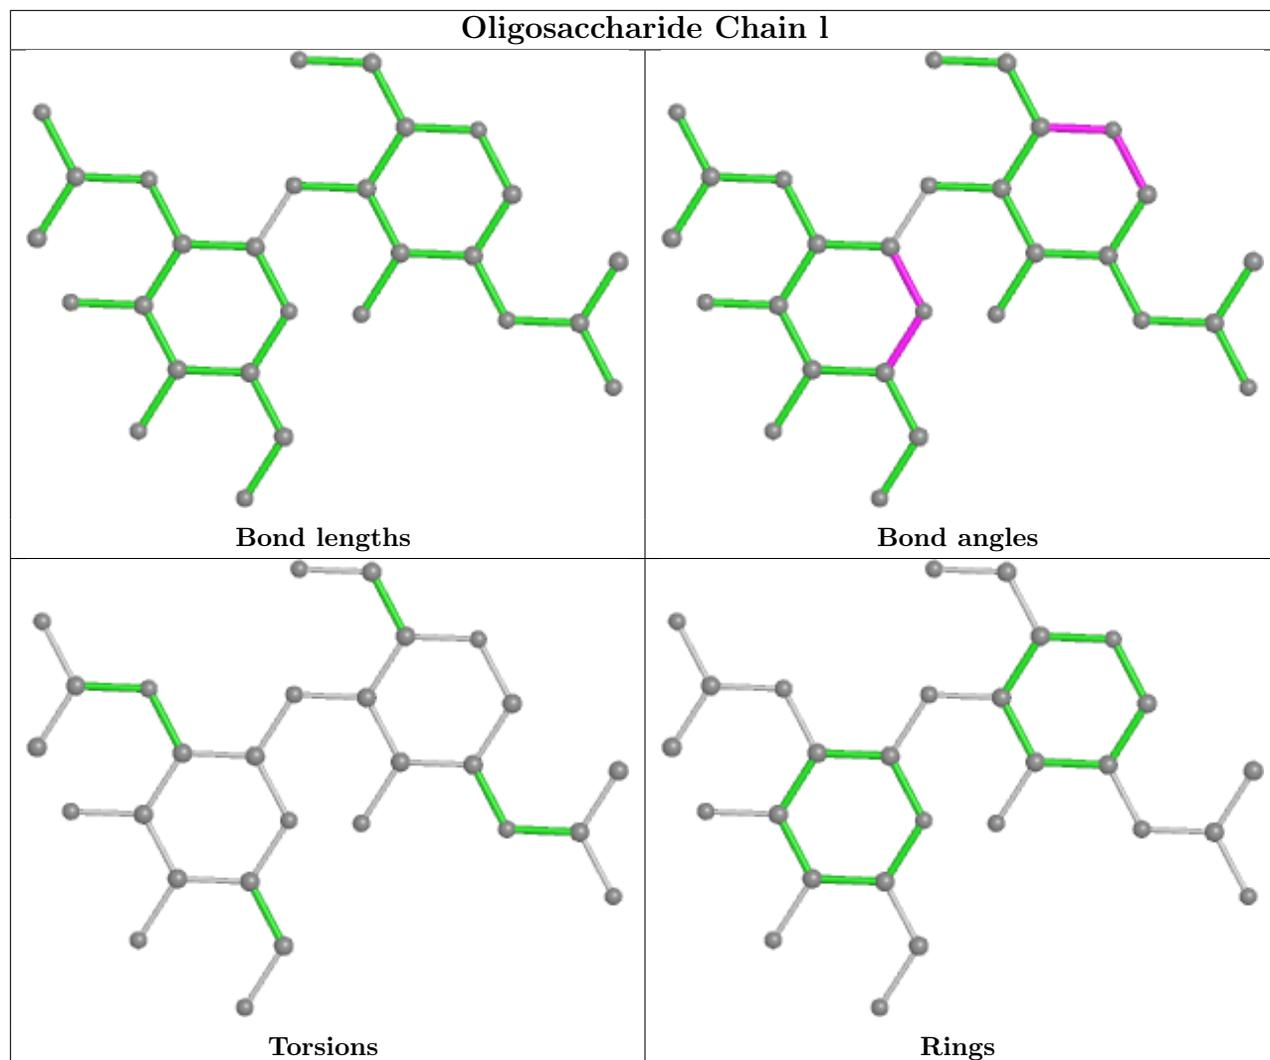 Oligosaccharide Chain l
Bond lengths
Bond angles
Torsions
Rings